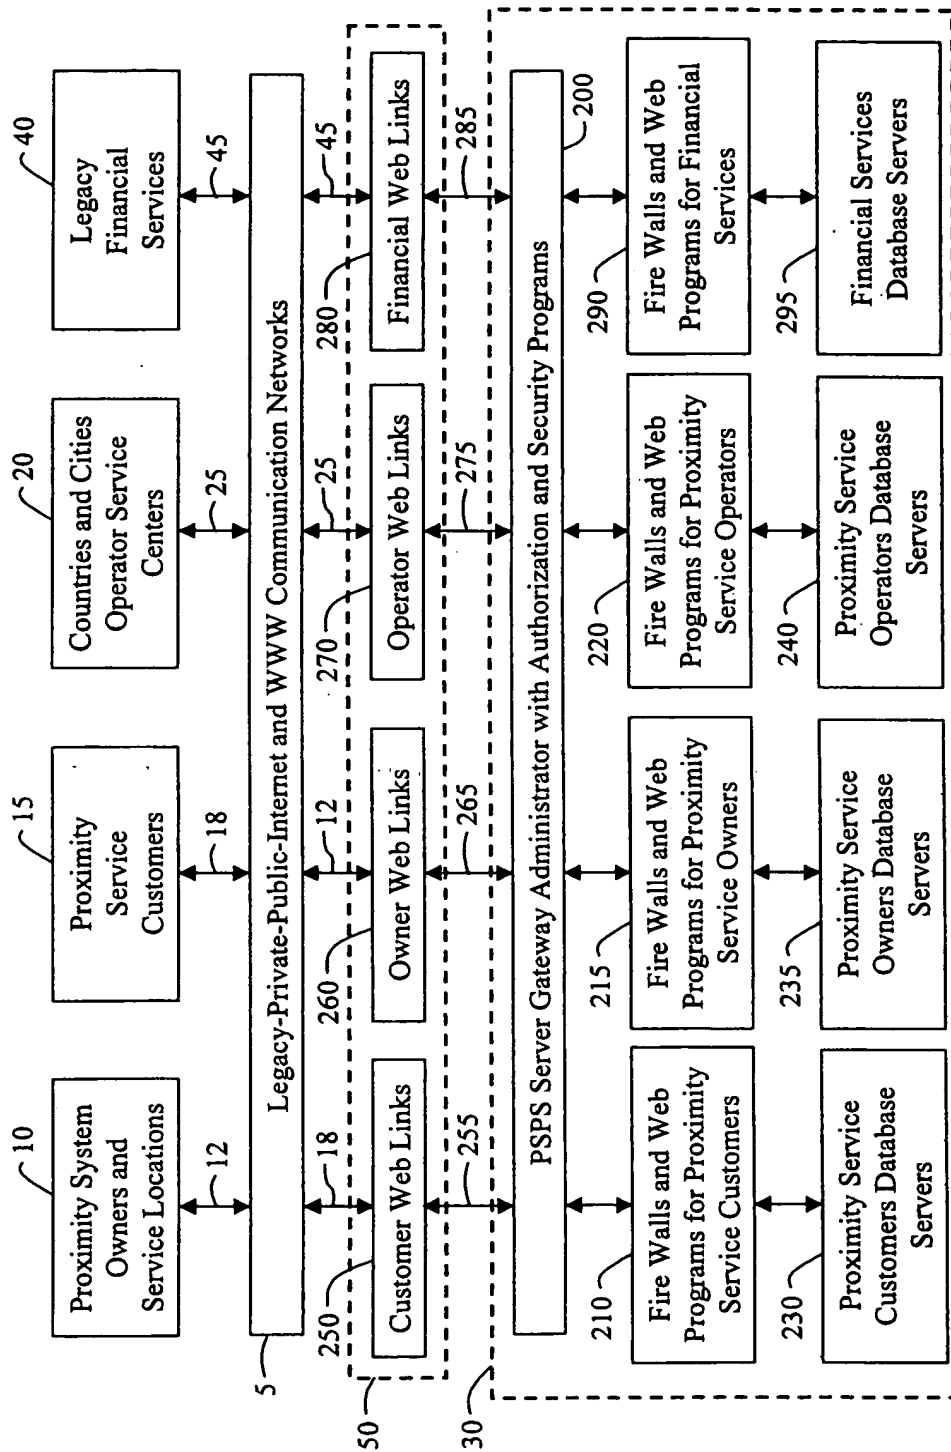 10
Proximity System
Owners and
Service Locations
12
15
Proximity
Service
Customers
18
20
Countries and Cities
Operator Service
Centers
25
40
Legacy
Financial
Services
45
5
Legacy-Private-Public-Internet and WWW Communication Networks
50
250
18
Customer Web Links
255
260
12
Owner Web Links
265
270
25
Operator Web Links
275
280
45
Financial Web Links
285
30
PSPS Server Gateway Administrator with Authorization and Security Programs
200
210
Fire Walls and Web
Programs for Proximity
Service Customers
215
Fire Walls and Web
Programs for Proximity
Service Owners
220
Fire Walls and Web
Programs for Proximity
Service Operators
290
Fire Walls and Web
Programs for Financial
Services
230
Proximity Service
Customers Database
Servers
235
Proximity Service
Owners Database
Servers
240
Proximity Service
Operators Database
Servers
295
Financial Services
Database Servers